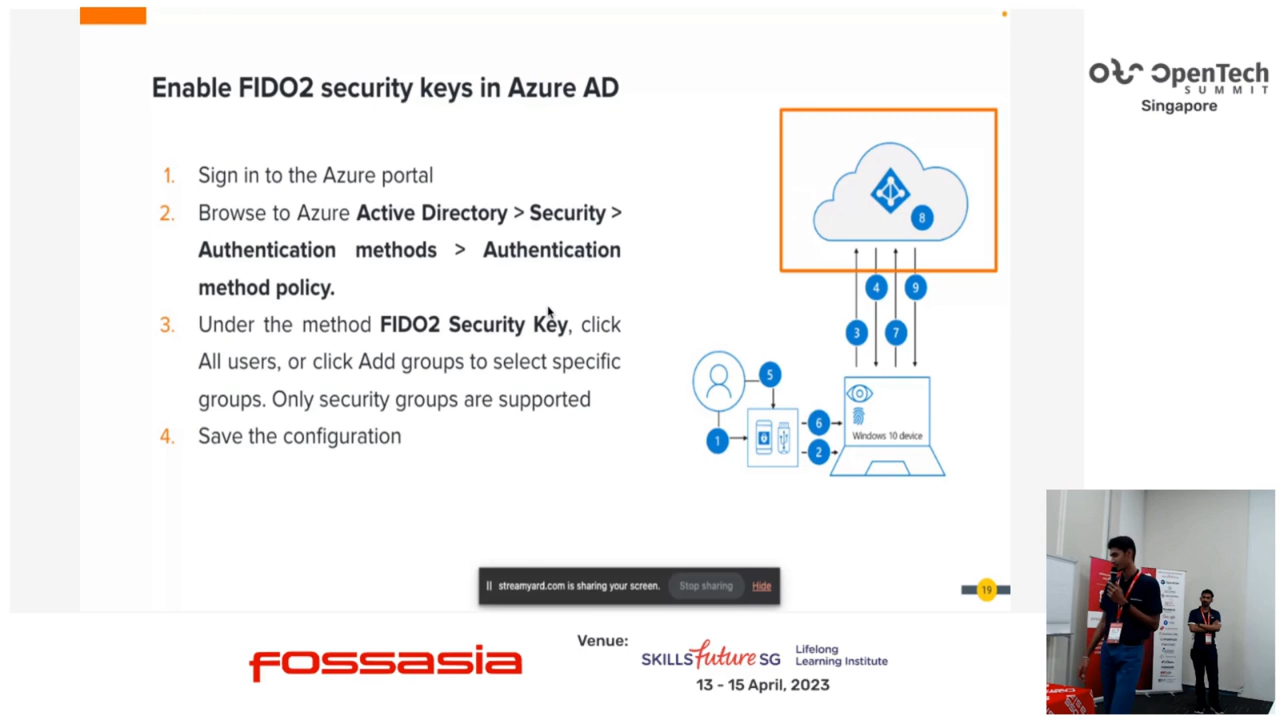 Enable FIDO2 security keys in Azure AD
1. Sign in to the Azure portal
2. Browse to Azure Active Directory > Security >
Authentication methods > Authentication
method policy.
3. Under the method FIDO2 Security Key, click
All users, or click Add groups to select specific
groups. Only security groups are supported
4. Save the configuration
8
4
9
3
7
5
6
1
2
Windows 10 device
streamyard.com is sharing your screen.
Stop sharing
Hide
19
OpenTech
SUMMIT
Singapore
FOSSASIA
Venue:
SKILLS future SG
Lifelong
Learning Institute
13 - 15 April, 2023